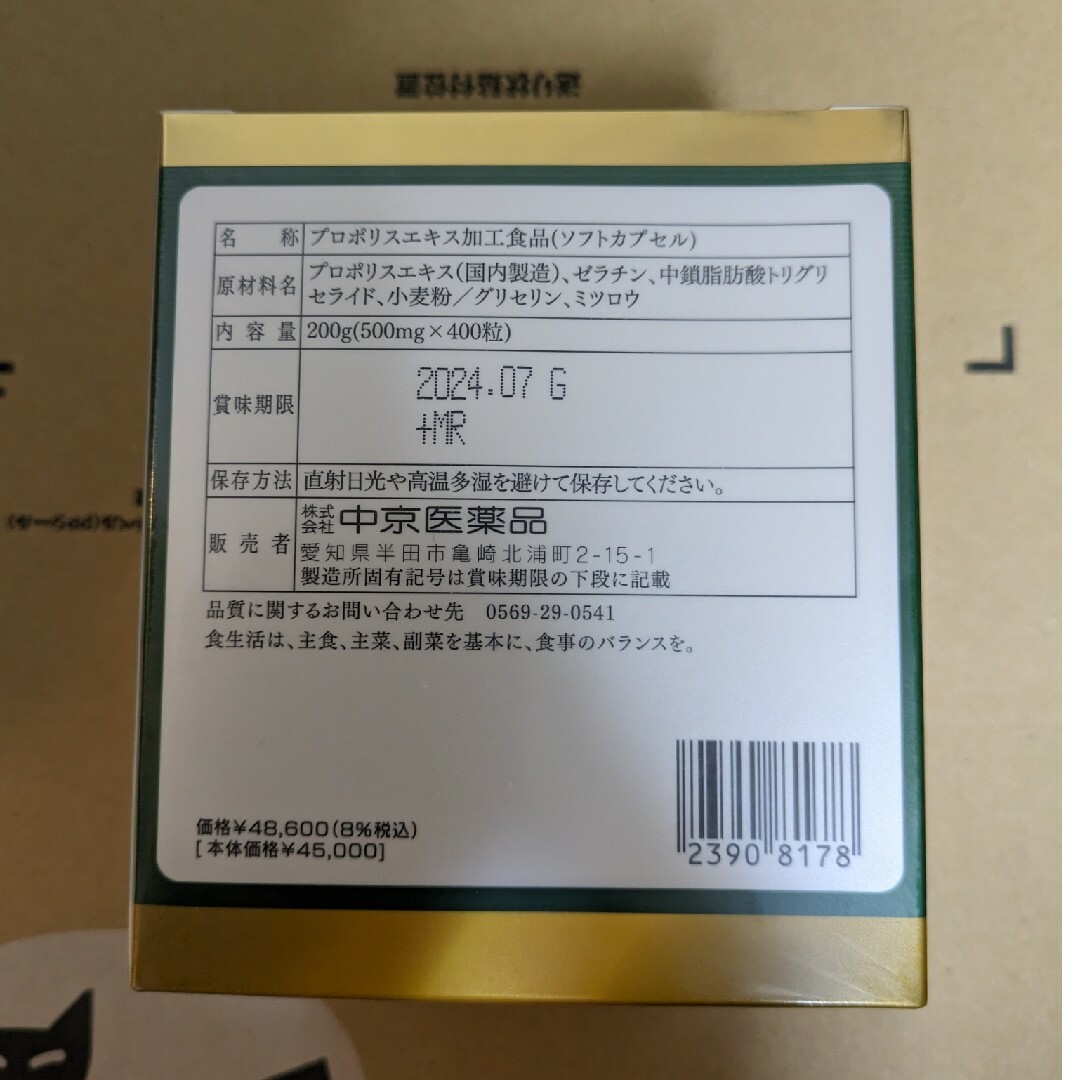 送り状貼付位置
名　称 プロポリスエキス加工食品(ソフトカプセル)
原材料名 プロポリスエキス(国内製造)、ゼラチン、中鎖脂肪酸トリグリ
セライド、小麦粉／グリセリン、ミツロウ
内容量 200g(500mg×400粒)
賞味期限 2024.07 G
+MR
保存方法 直射日光や高温多湿を避けて保存してください。
販売者 株式会社 中京医薬品
愛知県半田市亀崎北浦町2-15-1
製造所固有記号は賞味期限の下段に記載
品質に関するお問い合わせ先　0569-29-0541
食生活は、主食、主菜、副菜を基本に、食事のバランスを。
価格¥48,600(8%税込)
[本体価格¥45,000]
2390 8178